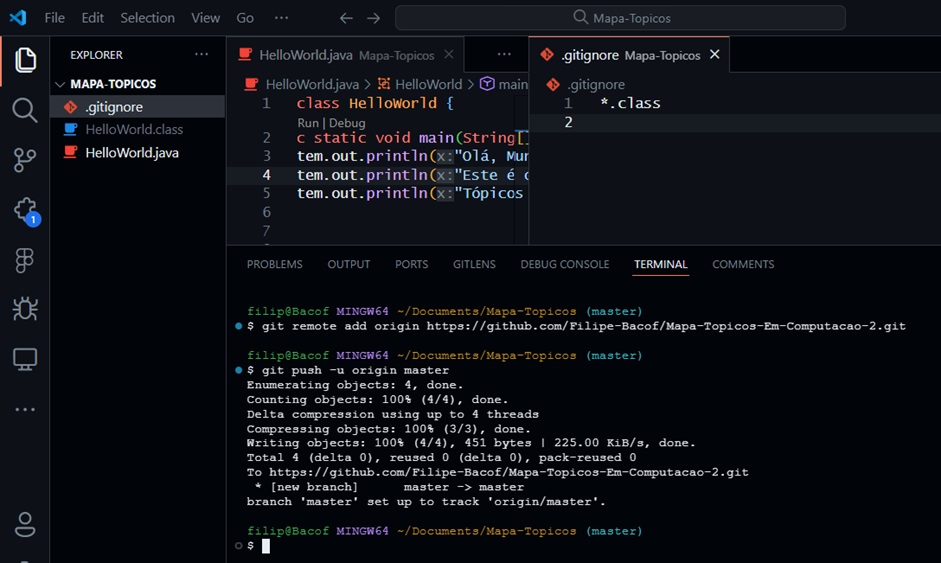 File Edit Selection View Go ··· ← → Mapa-Topicos
EXPLORER ···
MAPA-TOPICOS
.gitignore
HelloWorld.class
HelloWorld.java
1
HelloWorld.java Mapa-Topicos × ···
HelloWorld.java > HelloWorld > main
1 class HelloWorld {
Run | Debug
2 c static void main(String[]
3 tem.out.println(x:"Olá, Mun
4 tem.out.println(x:"Este é o
5 tem.out.println(x:"Tópicos
6
7
.gitignore Mapa-Topicos ×
.gitignore
1 *.class
2
PROBLEMS OUTPUT PORTS GITLENS DEBUG CONSOLE TERMINAL COMMENTS
filip@Bacof MINGW64 ~/Documents/Mapa-Topicos (master)
$ git remote add origin https://github.com/Filipe-Bacof/Mapa-Topicos-Em-Computacao-2.git
filip@Bacof MINGW64 ~/Documents/Mapa-Topicos (master)
$ git push -u origin master
Enumerating objects: 4, done.
Counting objects: 100% (4/4), done.
Delta compression using up to 4 threads
Compressing objects: 100% (3/3), done.
Writing objects: 100% (4/4), 451 bytes | 225.00 KiB/s, done.
Total 4 (delta 0), reused 0 (delta 0), pack-reused 0
To https://github.com/Filipe-Bacof/Mapa-Topicos-Em-Computacao-2.git
* [new branch] master -> master
branch 'master' set up to track 'origin/master'.
filip@Bacof MINGW64 ~/Documents/Mapa-Topicos (master)
$